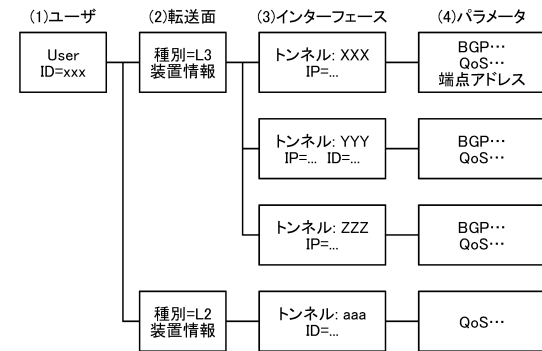 (1)ユーザ
(2)転送面
(3)インターフェース
(4)パラメータ
User
ID=xxx
種別=L3
装置情報
トンネル: XXX
IP=...
BGP…
QoS…
端点アドレス
トンネル: YYY
IP=... ID=...
BGP…
QoS…
トンネル: ZZZ
IP=...
BGP…
QoS…
種別=L2
装置情報
トンネル: aaa
ID=...
QoS…